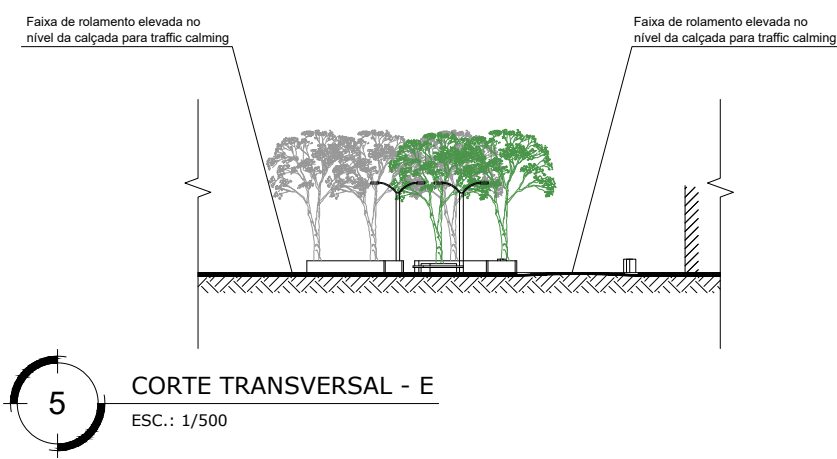 Faixa de rolamento elevada no
nível da calçada para traffic calming
Faixa de rolamento elevada no
nível da calçada para traffic calming
5
CORTE TRANSVERSAL - E
ESC.: 1/500